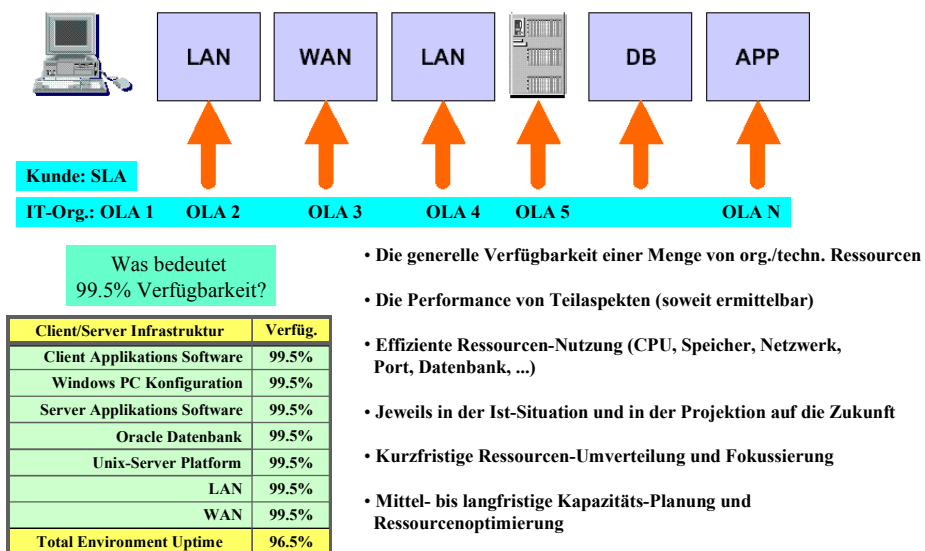 LAN WAN LAN DB APP
Kunde: SLA
IT-Org.: OLA 1 OLA 2 OLA 3 OLA 4 OLA 5 OLA N
Was bedeutet
99.5% Verfügbarkeit?
Client/Server Infrastruktur Verfüg.
Client Applikations Software 99.5%
Windows PC Konfiguration 99.5%
Server Applikations Software 99.5%
Oracle Datenbank 99.5%
Unix-Server Platform 99.5%
LAN 99.5%
WAN 99.5%
Total Environment Uptime 96.5%
• Die generelle Verfügbarkeit einer Menge von org./techn. Ressourcen
• Die Performance von Teilaspekten (soweit ermittelbar)
• Effiziente Ressourcen-Nutzung (CPU, Speicher, Netzwerk,
Port, Datenbank, ...)
• Jeweils in der Ist-Situation und in der Projektion auf die Zukunft
• Kurzfristige Ressourcen-Umverteilung und Fokussierung
• Mittel- bis langfristige Kapazitäts-Planung und
Ressourcenoptimierung